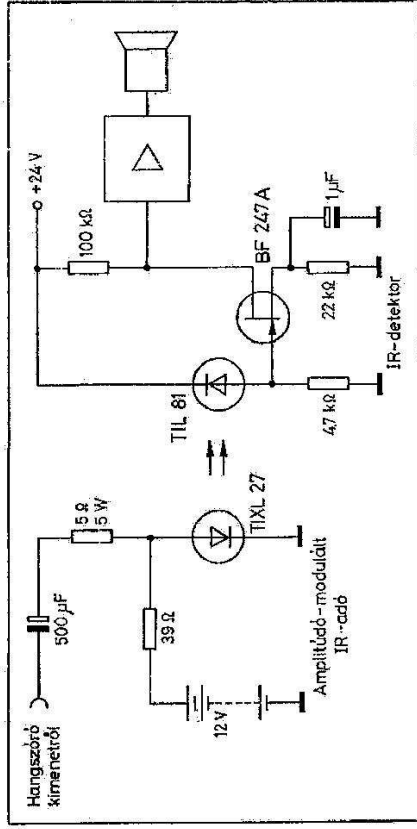 Hangszóró
kimenetről
500 µF
5 Ω
5 W
39 Ω
12 V
TIXL 27
Amplitúdó-modulált
IR-adó
TIL 81
+24 V
100 kΩ
BF 247A
1 µF
22 kΩ
47 kΩ
IR-detektor